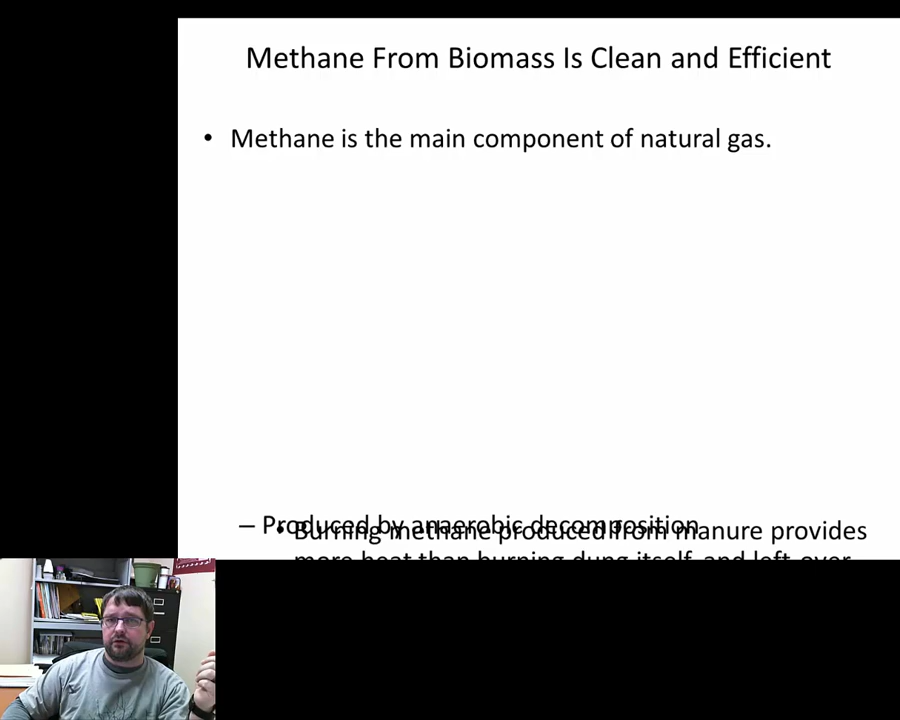 Methane From Biomass Is Clean and Efficient
• Methane is the main component of natural gas.
– Produced by anaerobic decomposition
• Burning methane produced from manure provides
more heat than burning dung itself, and left-over